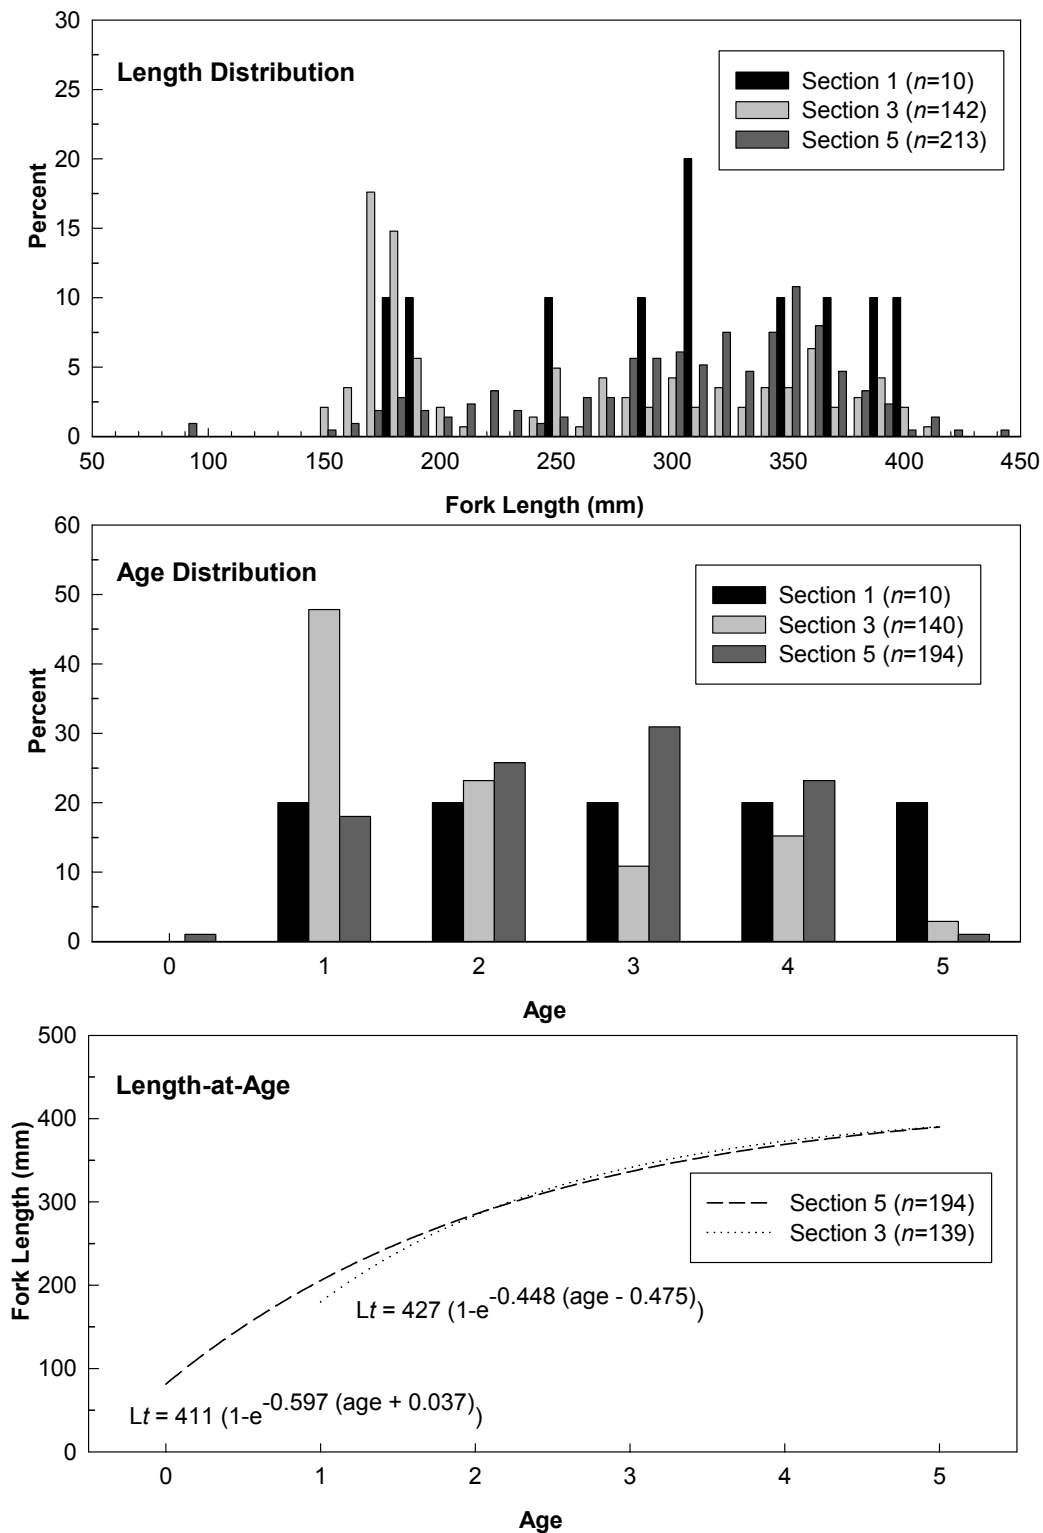 30
Length Distribution
25
20
15
10
5
0
Percent
Section 1 (n=10)
Section 3 (n=142)
Section 5 (n=213)
50 100 150 200 250 300 350 400 450
Fork Length (mm)
60
Age Distribution
50
40
30
20
10
0
Percent
Section 1 (n=10)
Section 3 (n=140)
Section 5 (n=194)
0 1 2 3 4 5
Age
500
Length-at-Age
400
300
200
100
0
Fork Length (mm)
Section 5 (n=194)
Section 3 (n=139)
Lt = 427 (1-e-0.448 (age - 0.475))
Lt = 411 (1-e-0.597 (age + 0.037))
0 1 2 3 4 5
Age